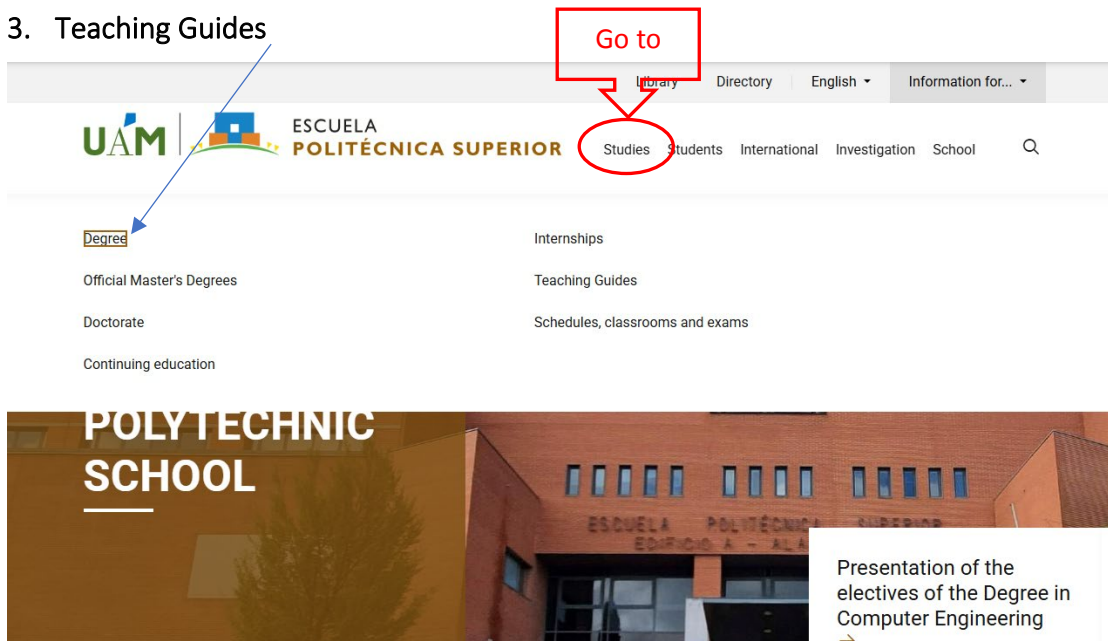 3. Teaching Guides
Go to
Library Directory English Information for...
UAM ESCUELA
POLITÉCNICA SUPERIOR
Studies Students International Investigation School
Degree
Internships
Official Master's Degrees
Teaching Guides
Doctorate
Schedules, classrooms and exams
Continuing education
POLYTECHNIC
SCHOOL
ESCUELA POLITÉCNICA SUPERIOR
EDIFICIO A - ALA
Presentation of the
electives of the Degree in
Computer Engineering